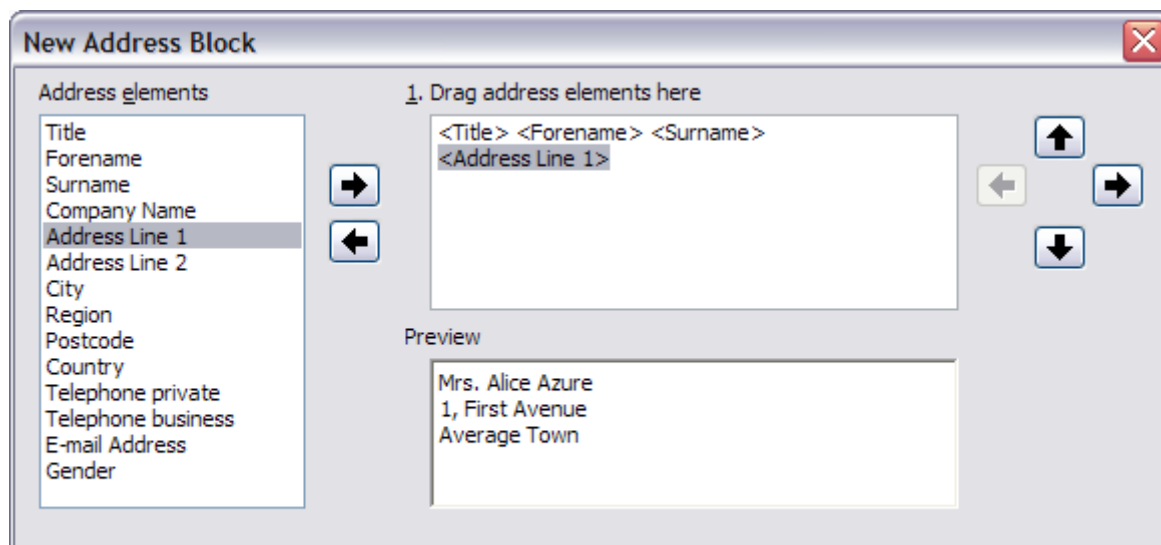 New Address Block
Address elements
Title
Forename
Surname
Company Name
Address Line 1
Address Line 2
City
Region
Postcode
Country
Telephone private
Telephone business
E-mail Address
Gender
1. Drag address elements here
<Title> <Forename> <Surname>
<Address Line 1>
Preview
Mrs. Alice Azure
1, First Avenue
Average Town